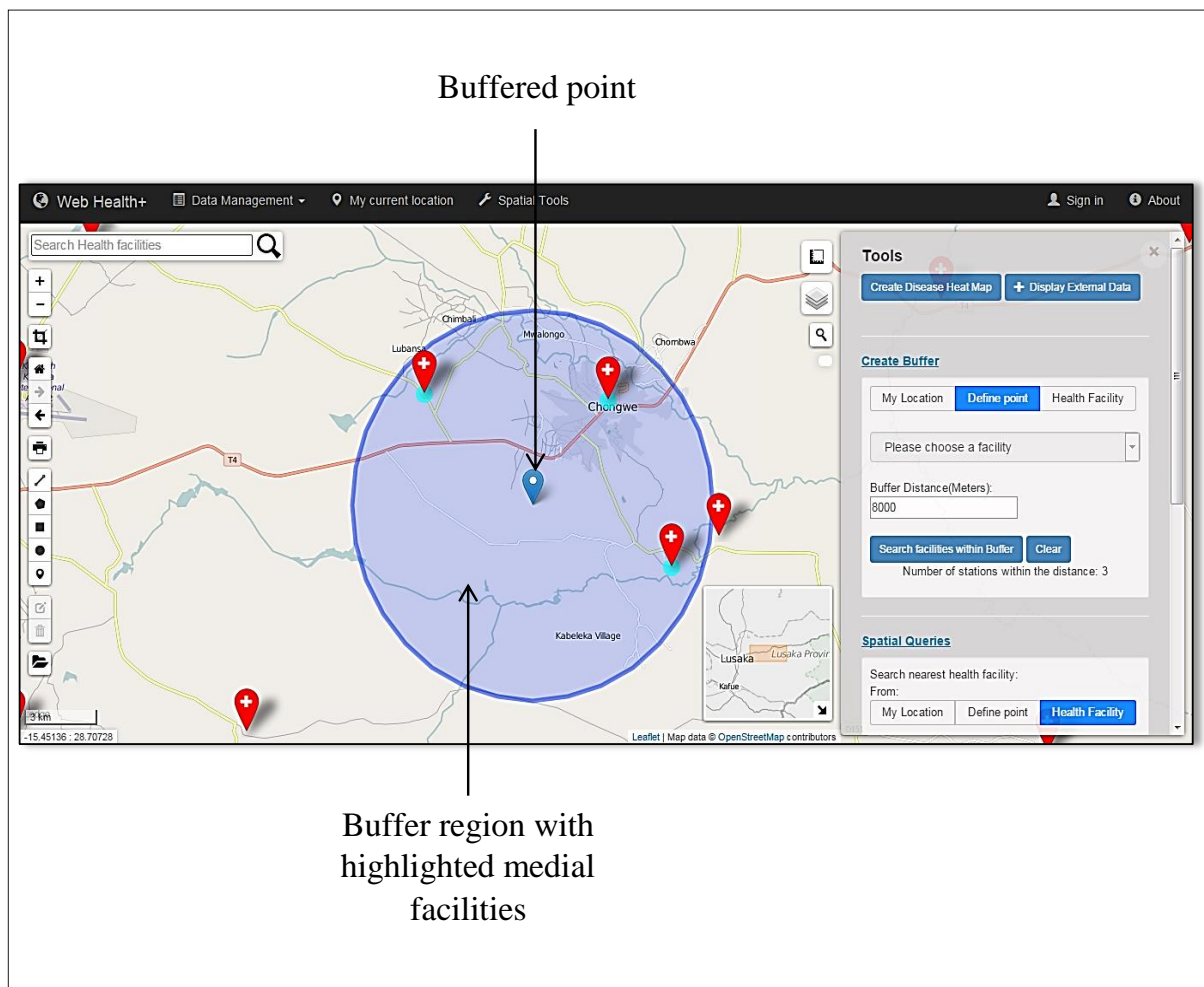 Buffered point
Web Health+ Data Management My current location Spatial Tools Sign in About
Search Health facilities
Tools
Create Disease Heat Map + Display External Data
Create Buffer
My Location Define point Health Facility
Please choose a facility
Buffer Distance(Meters):
8000
Search facilities within Buffer Clear
Number of stations within the distance: 3
Spatial Queries
Search nearest health facility:
From:
My Location Define point Health Facility
+
−
Chimbali
Mwalongo
Lubansa
Chombwa
Chongwe
T4
Kabeleka Village
Lusaka Lusaka Provir
Kafue
3 km
-15.45136 : 28.70728
Leaflet | Map data © OpenStreetMap contributors
Buffer region with
highlighted medial
facilities